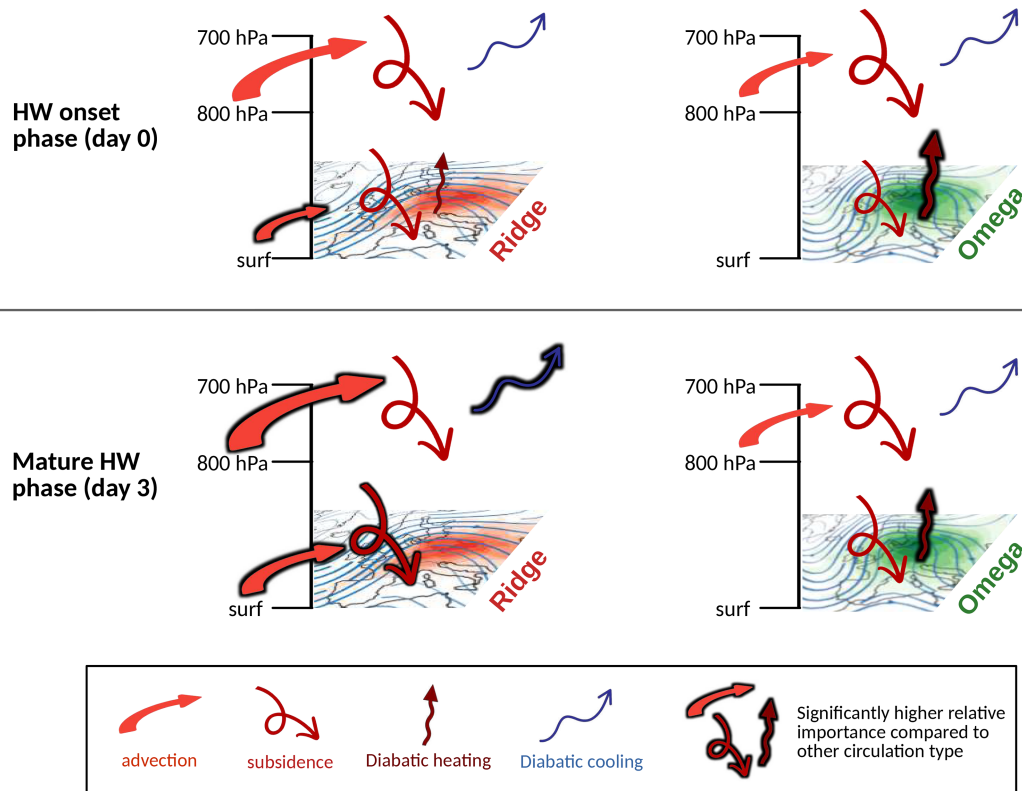 700 hPa
700 hPa
HW onset
phase (day 0)
800 hPa
800 hPa
Ridge
Omega
surf
surf
700 hPa
700 hPa
Mature HW
phase (day 3)
800 hPa
800 hPa
Ridge
Omega
surf
surf
advection
subsidence
Diabatic heating
Diabatic cooling
Significantly higher relative
importance compared to
other circulation type